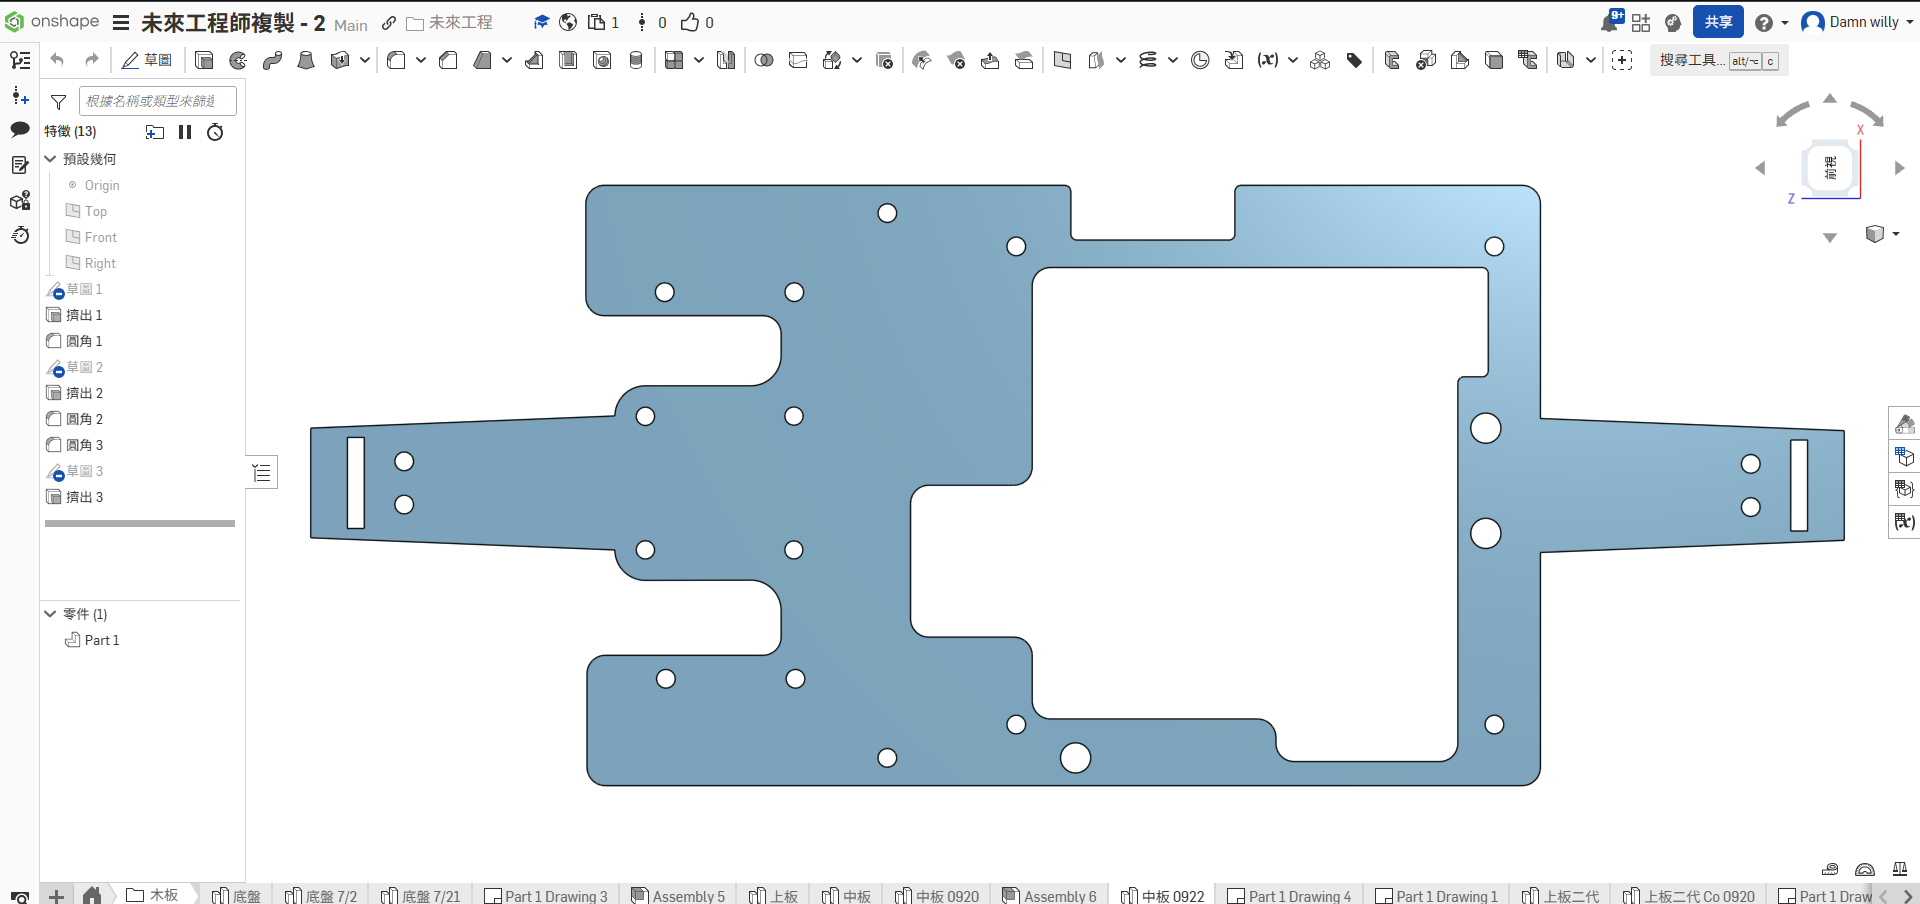 onshape 未來工程師複製 - 2 Main 未來工程 1 0 0 9+ 共享 Damn willy
草圖 (x) 搜尋工具... alt/⌥ c
根據名稱或類型來篩選
特徵 (13)
預設幾何
Origin
Top
Front
Right
草圖 1
擠出 1
圓角 1
草圖 2
擠出 2
圓角 2
圓角 3
草圖 3
擠出 3
零件 (1)
Part 1
X
前視
Z
木板 底盤 底盤 7/2 底盤 7/21 Part 1 Drawing 3 Assembly 5 上板 中板 中板 0920 Assembly 6 中板 0922 Part 1 Drawing 4 Part 1 Drawing 1 上板二代 上板二代 Co 0920 Part 1 Draw